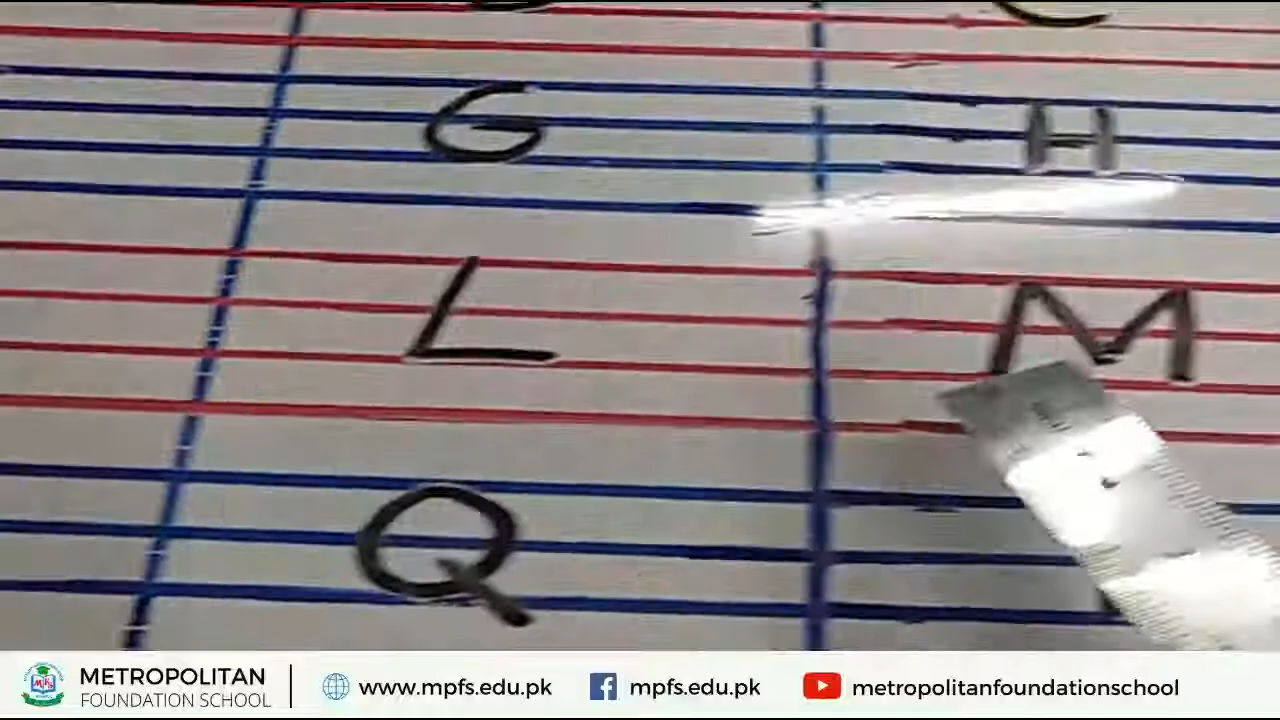 G H
L M
Q
METROPOLITAN
FOUNDATION SCHOOL
www.mpfs.edu.pk
mpfs.edu.pk
metropolitanfoundationschool